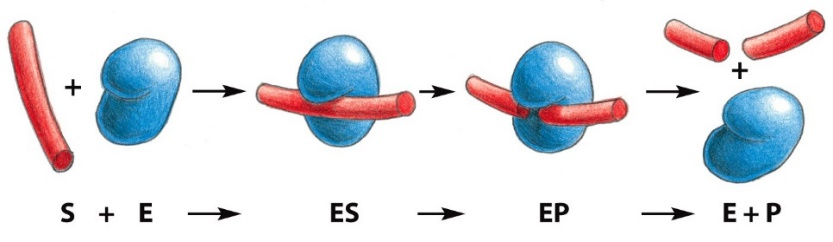 + → → → +
S + E → ES → EP → E + P